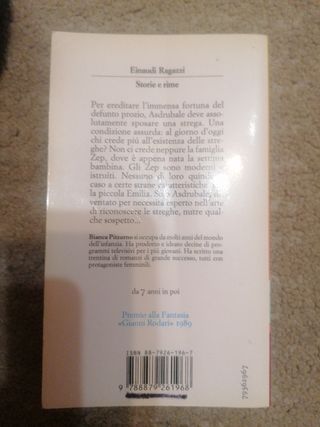 Einaudi Ragazzi
Storie e rime
Per ereditare l'immensa fortuna del
defunto prozio, Asdrubale deve asso-
lutamente sposare una strega. Una
condizione assurda: al giorno d'oggi
chi crede più all'esistenza delle stre-
ghe? Non ci crede neppure la famiglia
Zep, dove è appena nata la settima
bambina. Gli Zep sono moderni e
istruiti. Nessuno di loro quindi fa
caso a certe strane caratteristiche del-
la piccola Emilia. Solo Asdrubale, di-
ventato per necessità esperto nell'arte
di riconoscere le streghe, nutre qual-
che sospetto...
Bianca Pitzorno si occupa da molti anni del mondo
dell'infanzia. Ha prodotto e ideato decine di pro-
grammi televisivi per i più giovani. Ha scritto una
trentina di romanzi di grande successo, tutti con
protagoniste femminili.
da 7 anni in poi
Premio alla Fantasia
«Gianni Rodari» 1989
ISBN 88-7926-196-7
9 788879 261968
79261967